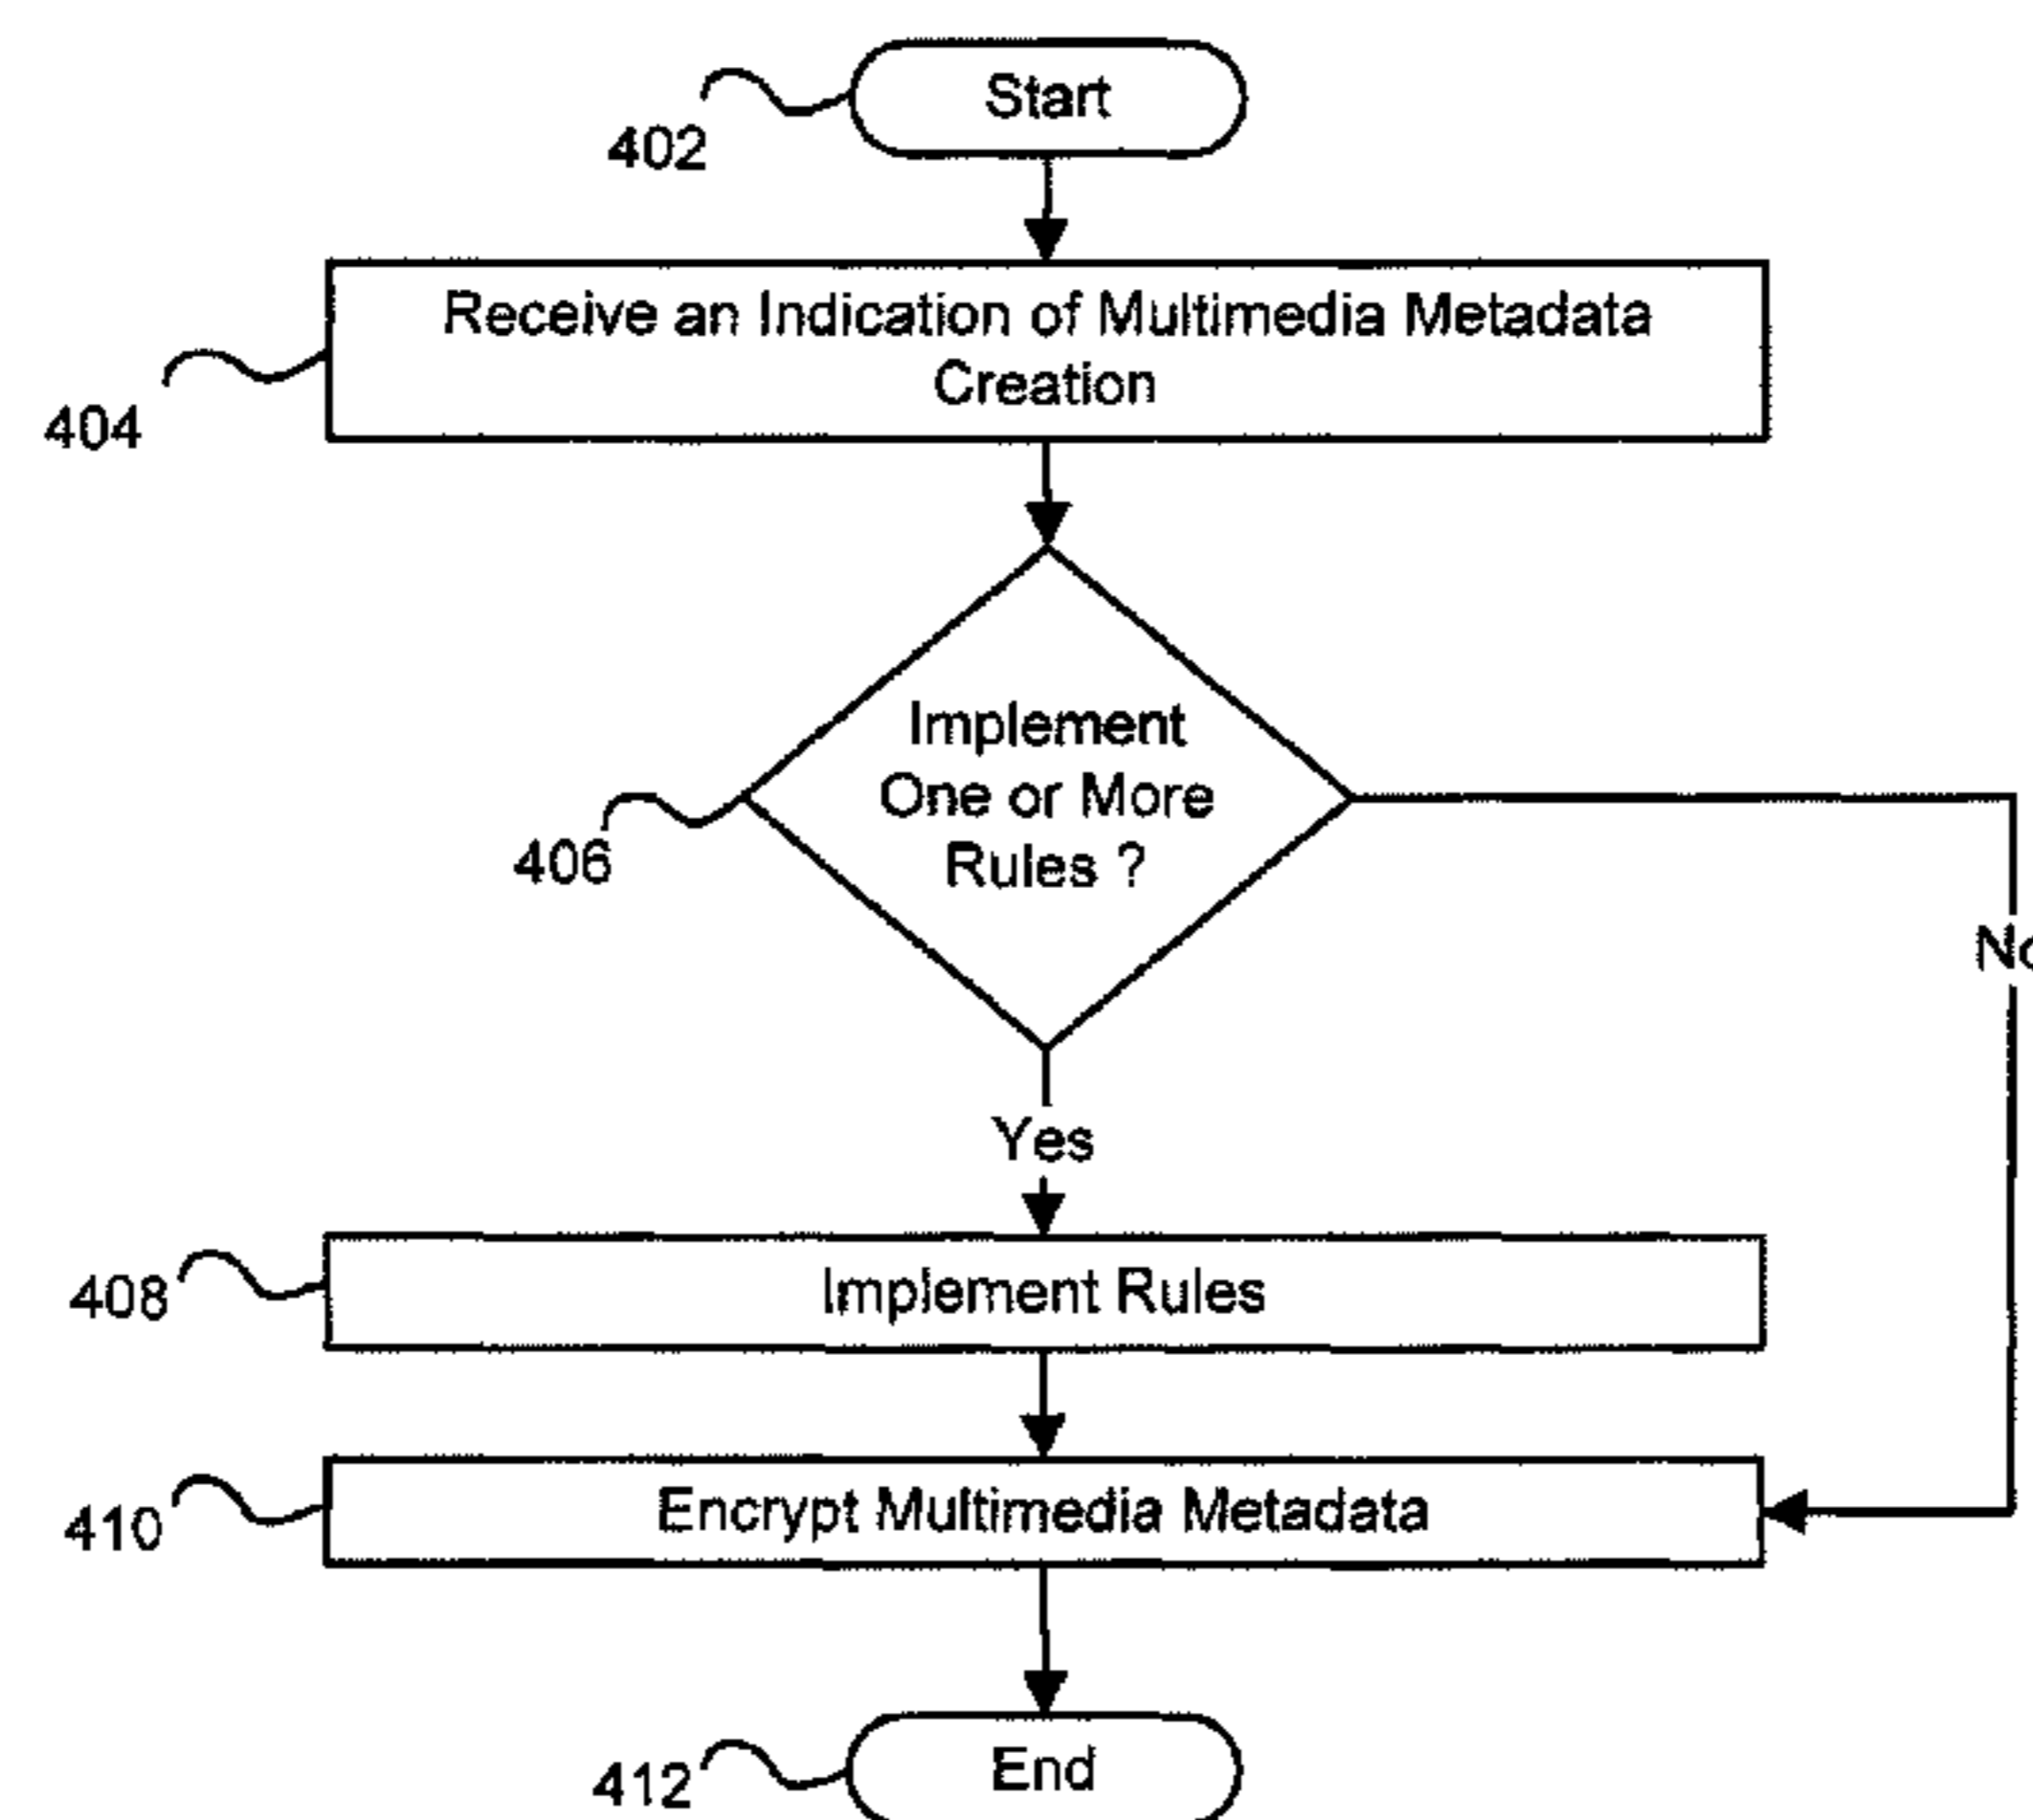 Start
402
Receive an Indication of Multimedia Metadata
Creation
404
Implement
One or More
Rules ?
406
No
Yes
Implement Rules
408
Encrypt Multimedia Metadata
410
End
412